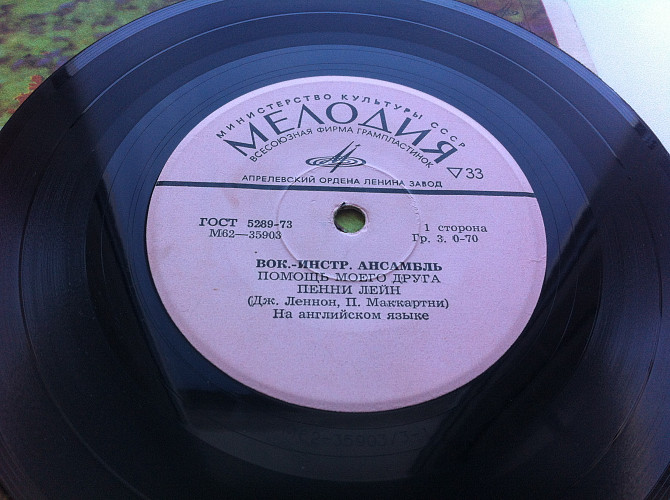 МИНИСТЕРСТВО КУЛЬТУРЫ СССР
МЕЛОДИЯ
ВСЕСОЮЗНАЯ ФИРМА ГРАМПЛАСТИНОК
АПРЕЛЕВСКИЙ ОРДЕНА ЛЕНИНА ЗАВОД
▽33
ГОСТ 5289-73
М62—35903
1 сторона
Гр. 3. 0-70
ВОК.-ИНСТР. АНСАМБЛЬ
ПОМОЩЬ МОЕГО ДРУГА
ПЕННИ ЛЕЙН
(Дж. Леннон, П. Маккартни)
На английском языке